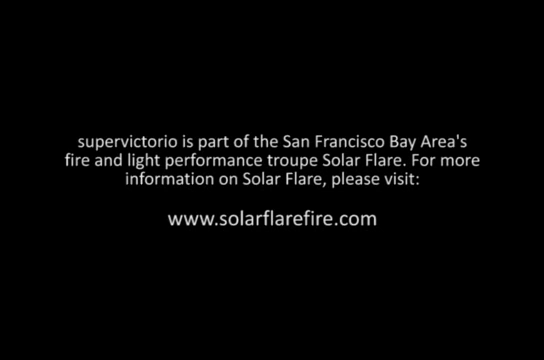 supervictorio is part of the San Francisco Bay Area's
fire and light performance troupe Solar Flare. For more
information on Solar Flare, please visit:
www.solarflarefire.com